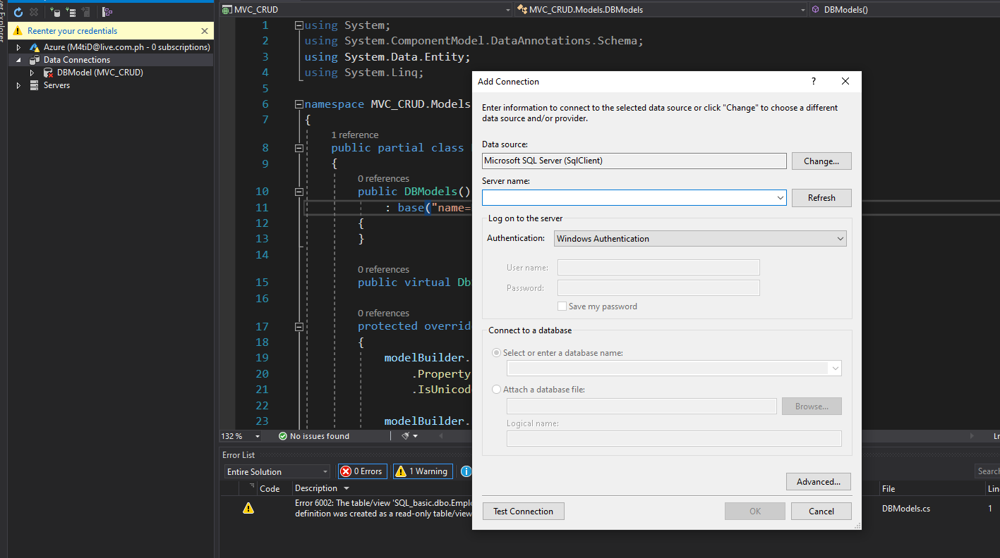 Reenter your credentials
Azure (M4tiD@live.com.ph - 0 subscriptions)
Data Connections
DBModel (MVC_CRUD)
Servers
MVC_CRUD
MVC_CRUD.Models.DBModels
DBModels()
1 using System;
2 using System.ComponentModel.DataAnnotations.Schema;
3 using System.Data.Entity;
4 using System.Linq;
5
6 namespace MVC_CRUD.Models
7 {
1 reference
8 public partial class
9 {
0 references
10 public DBModels()
11 : base("name=
12 {
13 }
14
0 references
15 public virtual Db
16
0 references
17 protected overrid
18 {
19 modelBuilder.
20 .Property
21 .IsUnicod
22
23 modelBuilder.
132 %
No issues found
Error List
Entire Solution
0 Errors
1 Warning
Search
Code
Description
File
Lin
Error 6002: The table/view 'SQL_basic.dbo.Emplo
definition was created as a read-only table/view
DBModels.cs
1
Add Connection
?
Enter information to connect to the selected data source or click "Change" to choose a different
data source and/or provider.
Data source:
Microsoft SQL Server (SqlClient)
Change...
Server name:
Refresh
Log on to the server
Authentication:
Windows Authentication
User name:
Password:
Save my password
Connect to a database
Select or enter a database name:
Attach a database file:
Browse...
Logical name:
Advanced...
Test Connection
OK
Cancel